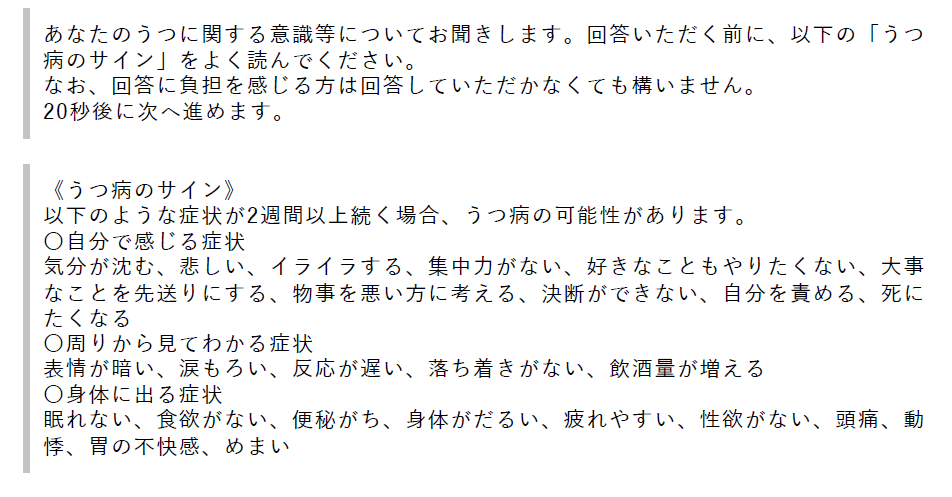 あなたのうつに関する意識等についてお聞きします。回答いただく前に、以下の「うつ
病のサイン」をよく読んでください。
なお、回答に負担を感じる方は回答していただかなくても構いません。
20秒後に次へ進めます。
《うつ病のサイン》
以下のような症状が2週間以上続く場合、うつ病の可能性があります。
〇自分で感じる症状
気分が沈む、悲しい、イライラする、集中力がない、好きなこともやりたくない、大事
なことを先送りにする、物事を悪い方に考える、決断ができない、自分を責める、死に
たくなる
〇周りから見てわかる症状
表情が暗い、涙もろい、反応が遅い、落ち着きがない、飲酒量が増える
〇身体に出る症状
眠れない、食欲がない、便秘がち、身体がだるい、疲れやすい、性欲がない、頭痛、動
悸、胃の不快感、めまい